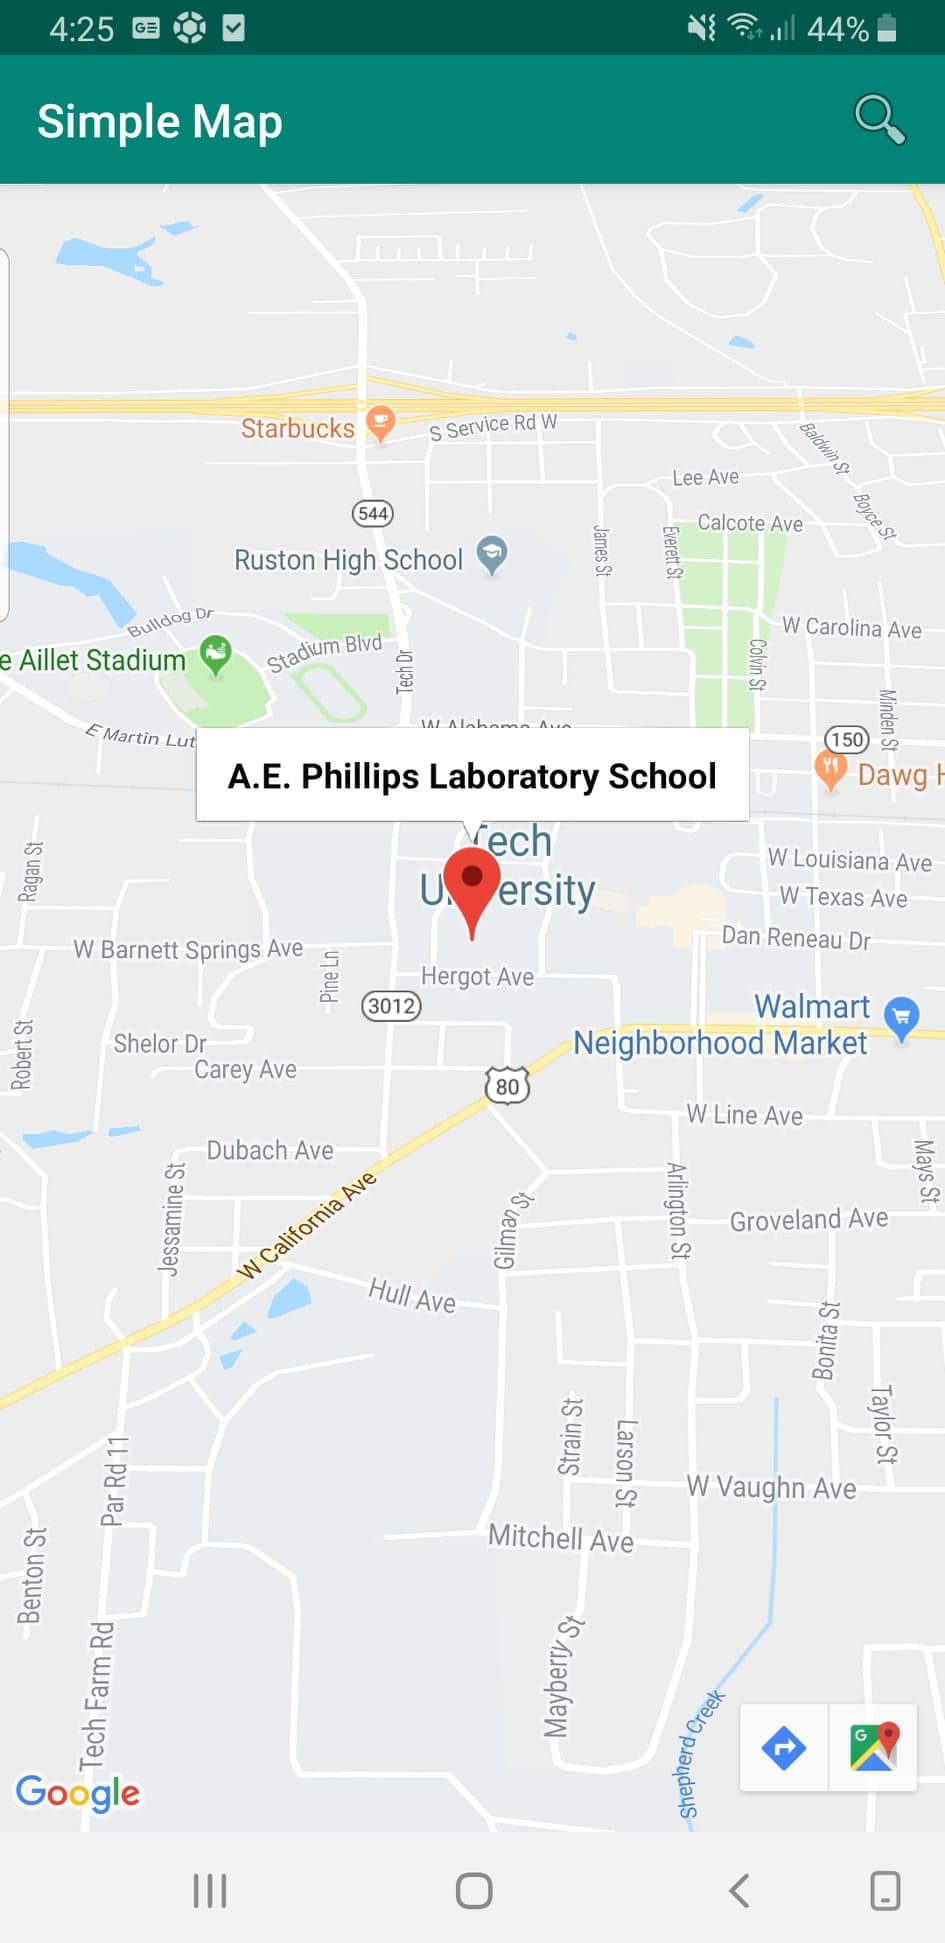 4:25
GE
44%
Simple Map
Starbucks
S Service Rd W
Baldwin St
Lee Ave
Boyce St
544
Calcote Ave
James St
Everett St
Ruston High School
Bulldog Dr
W Carolina Ave
e Aillet Stadium
Stadium Blvd
Tech Dr
Colvin St
Minden St
E Martin Lut
W Alabama Ave
150
A.E. Phillips Laboratory School
Dawg H
Tech
U ersity
Ragan St
W Louisiana Ave
W Texas Ave
W Barnett Springs Ave
Dan Reneau Dr
Pine Ln
Hergot Ave
3012
Walmart
Neighborhood Market
Robert St
Shelor Dr
Carey Ave
80
W Line Ave
Dubach Ave
Mays St
Jessamine St
W California Ave
Gilman St
Arlington St
Groveland Ave
Hull Ave
Bonita St
Taylor St
Strain St
Larson St
Par Rd 11
W Vaughn Ave
Mitchell Ave
Benton St
Tech Farm Rd
Mayberry St
Shepherd Creek
G
Google